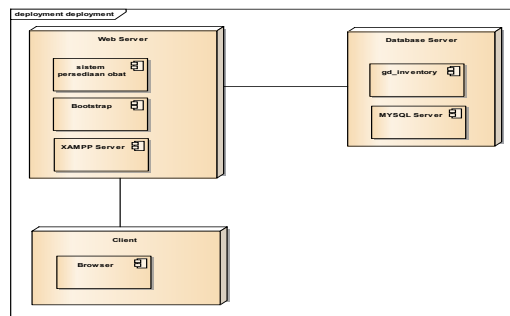 deployment deployment
Web Server
sistem
persediaan obat
Bootstrap
XAMPP Server
Database Server
gd_inventory
MYSQL Server
Client
Browser